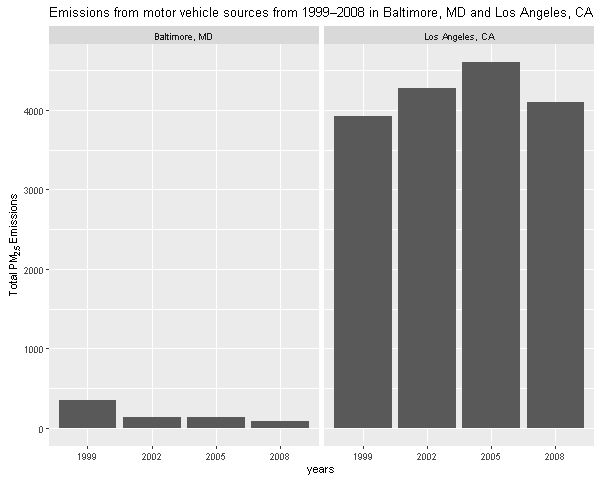 Emissions from motor vehicle sources from 1999–2008 in Baltimore, MD and Los Angeles, CA
Baltimore, MD
Los Angeles, CA
Total PM2.5 Emissions
4000
3000
2000
1000
0
1999 2002 2005 2008
1999 2002 2005 2008
years